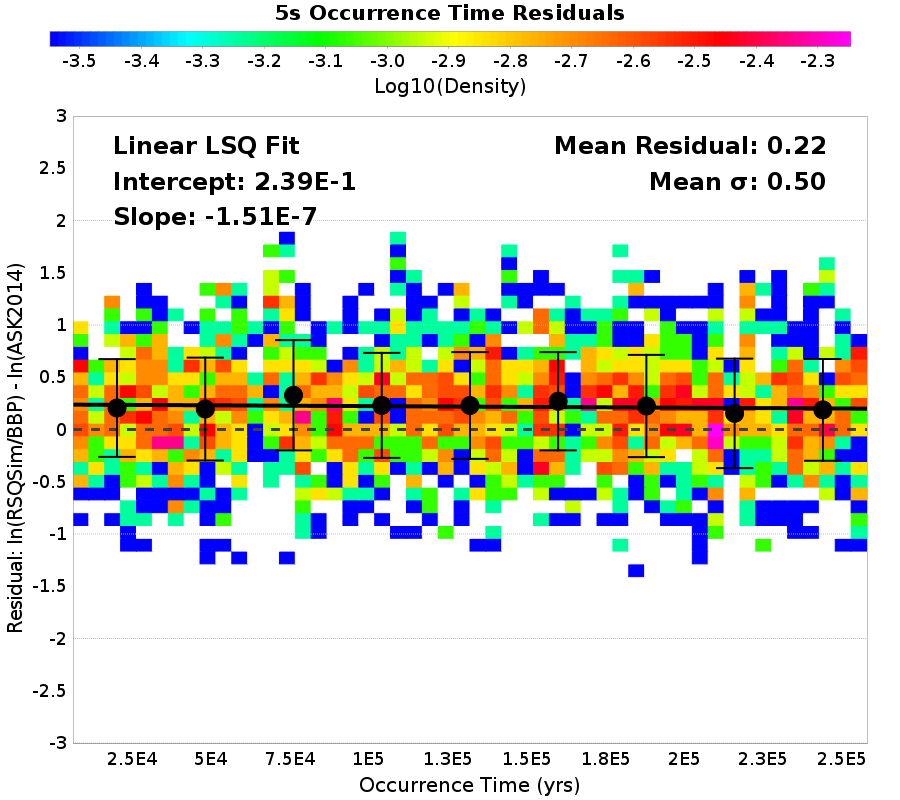 5s Occurrence Time Residuals
-3.5 -3.4 -3.3 -3.2 -3.1 -3.0 -2.9 -2.8 -2.7 -2.6 -2.5 -2.4 -2.3
Log10(Density)
Linear LSQ Fit
Intercept: 2.39E-1
Slope: -1.51E-7
Mean Residual: 0.22
Mean σ: 0.50
3
2.5
2
1.5
1
0.5
0
-0.5
-1
-1.5
-2
-2.5
-3
Residual: ln(RSQSim/BBP) - ln(ASK2014)
2.5E4 5E4 7.5E4 1E5 1.3E5 1.5E5 1.8E5 2E5 2.3E5 2.5E5
Occurrence Time (yrs)